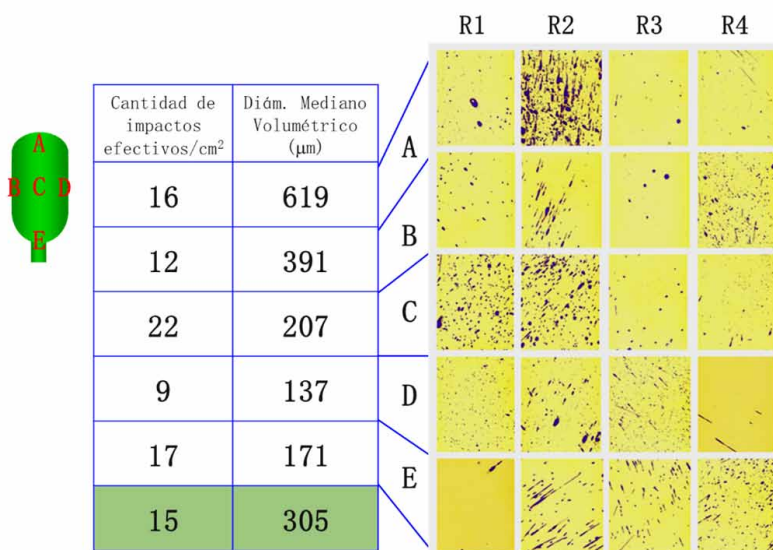 R1 R2 R3 R4
Cantidad de impactos efectivos/cm²
Diám. Mediano Volumétrico (μm)
A
B C D
E
16 619
12 391
22 207
9 137
17 171
15 305
A
B
C
D
E